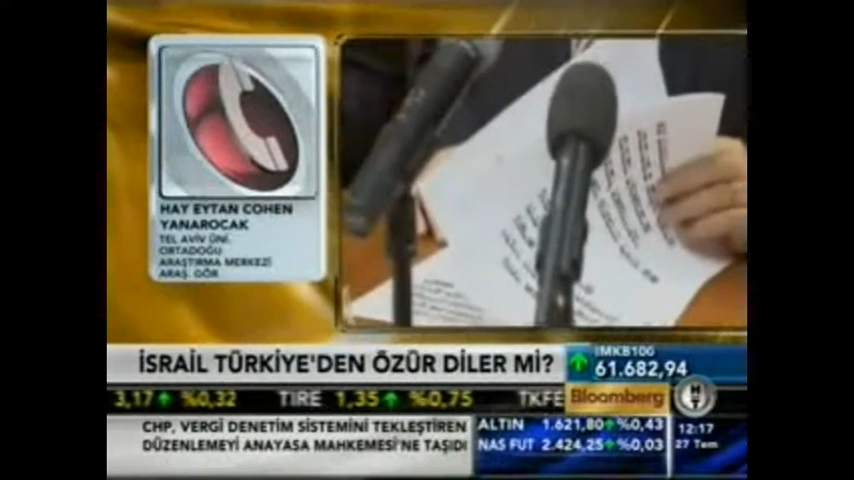 HAY EYTAN COHEN
YANAROCAK
TEL AVİV ÜNİ.
ORTADOĞU
ARAŞTIRMA MERKEZİ
ARAŞ. GÖR
İSRAİL TÜRKİYE'DEN ÖZÜR DİLER Mİ?
IMKB100
61.682,94
3,17 %0,32 TIRE 1,35 %0,75 TKFE
Bloomberg
HT
CHP, VERGİ DENETİM SİSTEMİNİ TEKLEŞTİREN
DÜZENLEMEYİ ANAYASA MAHKEMESİ'NE TAŞIDI
ALTIN 1.621,80 %0,43
NAS FUT 2.424,25 %0,03
12:17
27 Tem